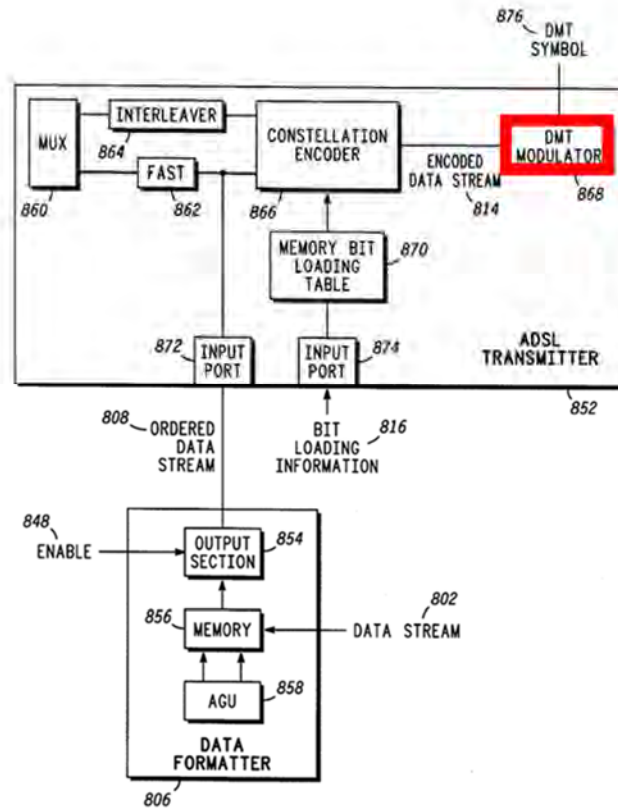 876
DMT
SYMBOL
MUX
860
INTERLEAVER
864
FAST
862
CONSTELLATION
ENCODER
866
ENCODED
DATA STREAM
814
DMT
MODULATOR
868
MEMORY BIT
LOADING
TABLE
870
872
INPUT
PORT
INPUT
PORT
874
ADSL
TRANSMITTER
852
808
ORDERED
DATA
STREAM
BIT
LOADING
INFORMATION
816
848
ENABLE
OUTPUT
SECTION
854
856
MEMORY
802
DATA STREAM
AGU
858
DATA
FORMATTER
806